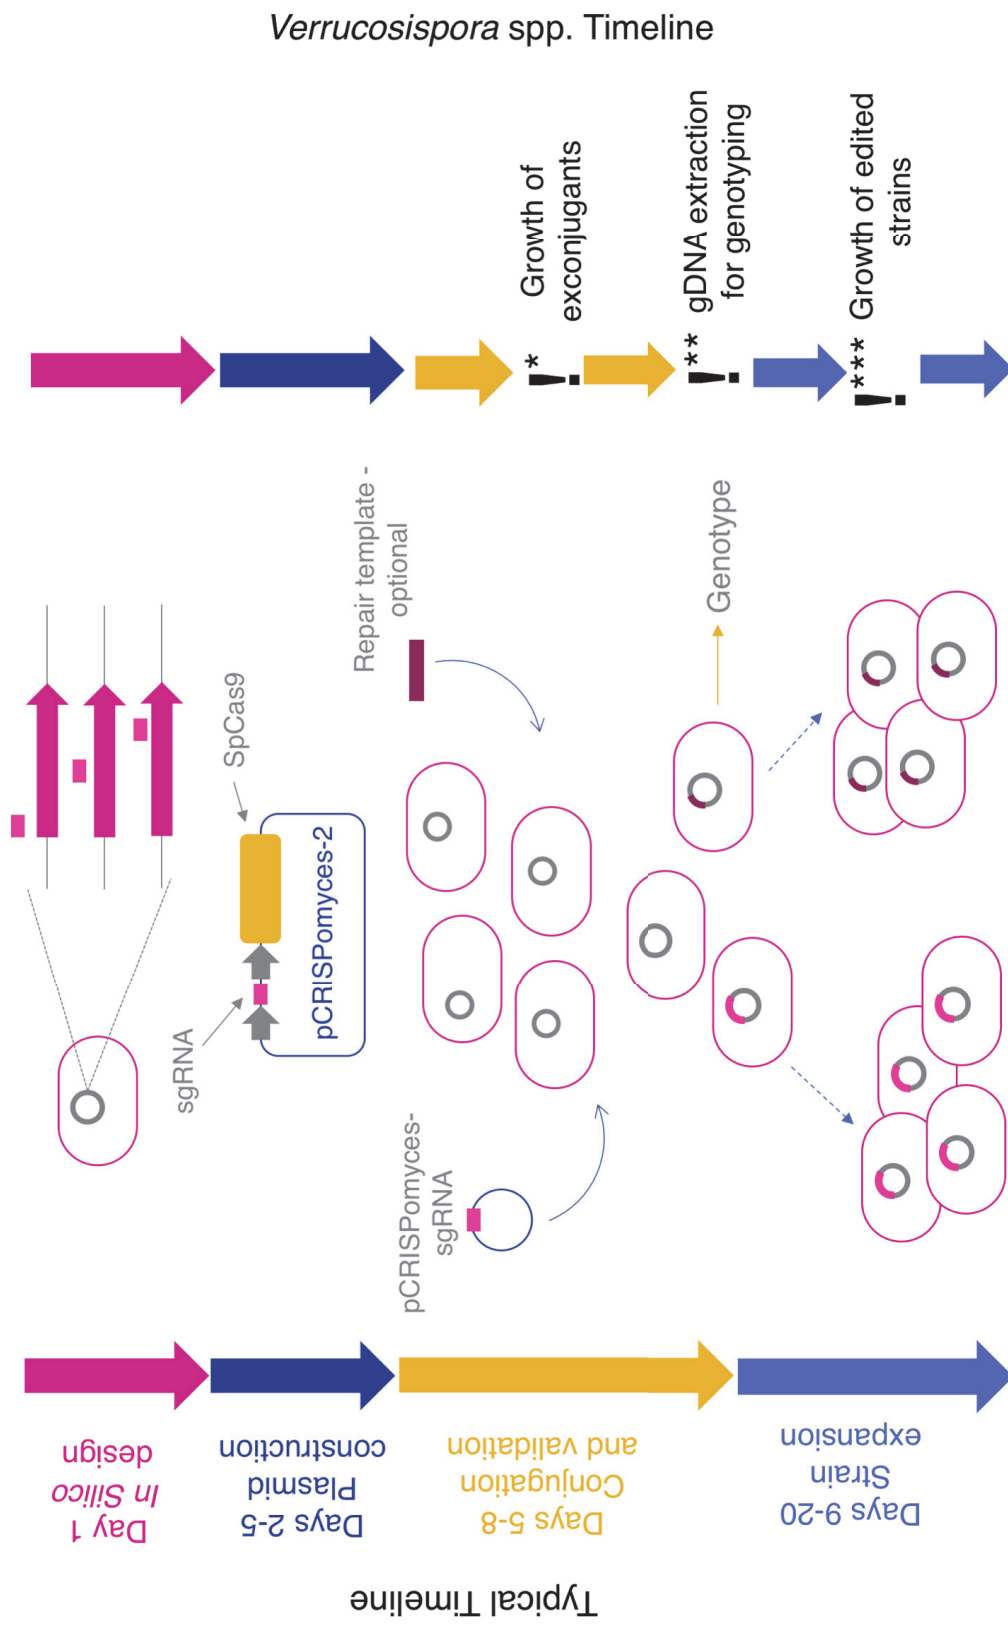 Verrucosispora spp. Timeline
Growth of
exconjugants
!*
gDNA extraction
for genotyping
!**
Growth of edited
strains
!***
Repair template -
optional
SpCas9
sgRNA
pCRISPomyces-2
Genotype
pCRISPomyces-
sgRNA
Day 1
In Silico
design
Days 2-5
Plasmid
construction
Days 5-8
Conjugation
and validation
Days 9-20
Strain
expansion
Typical Timeline